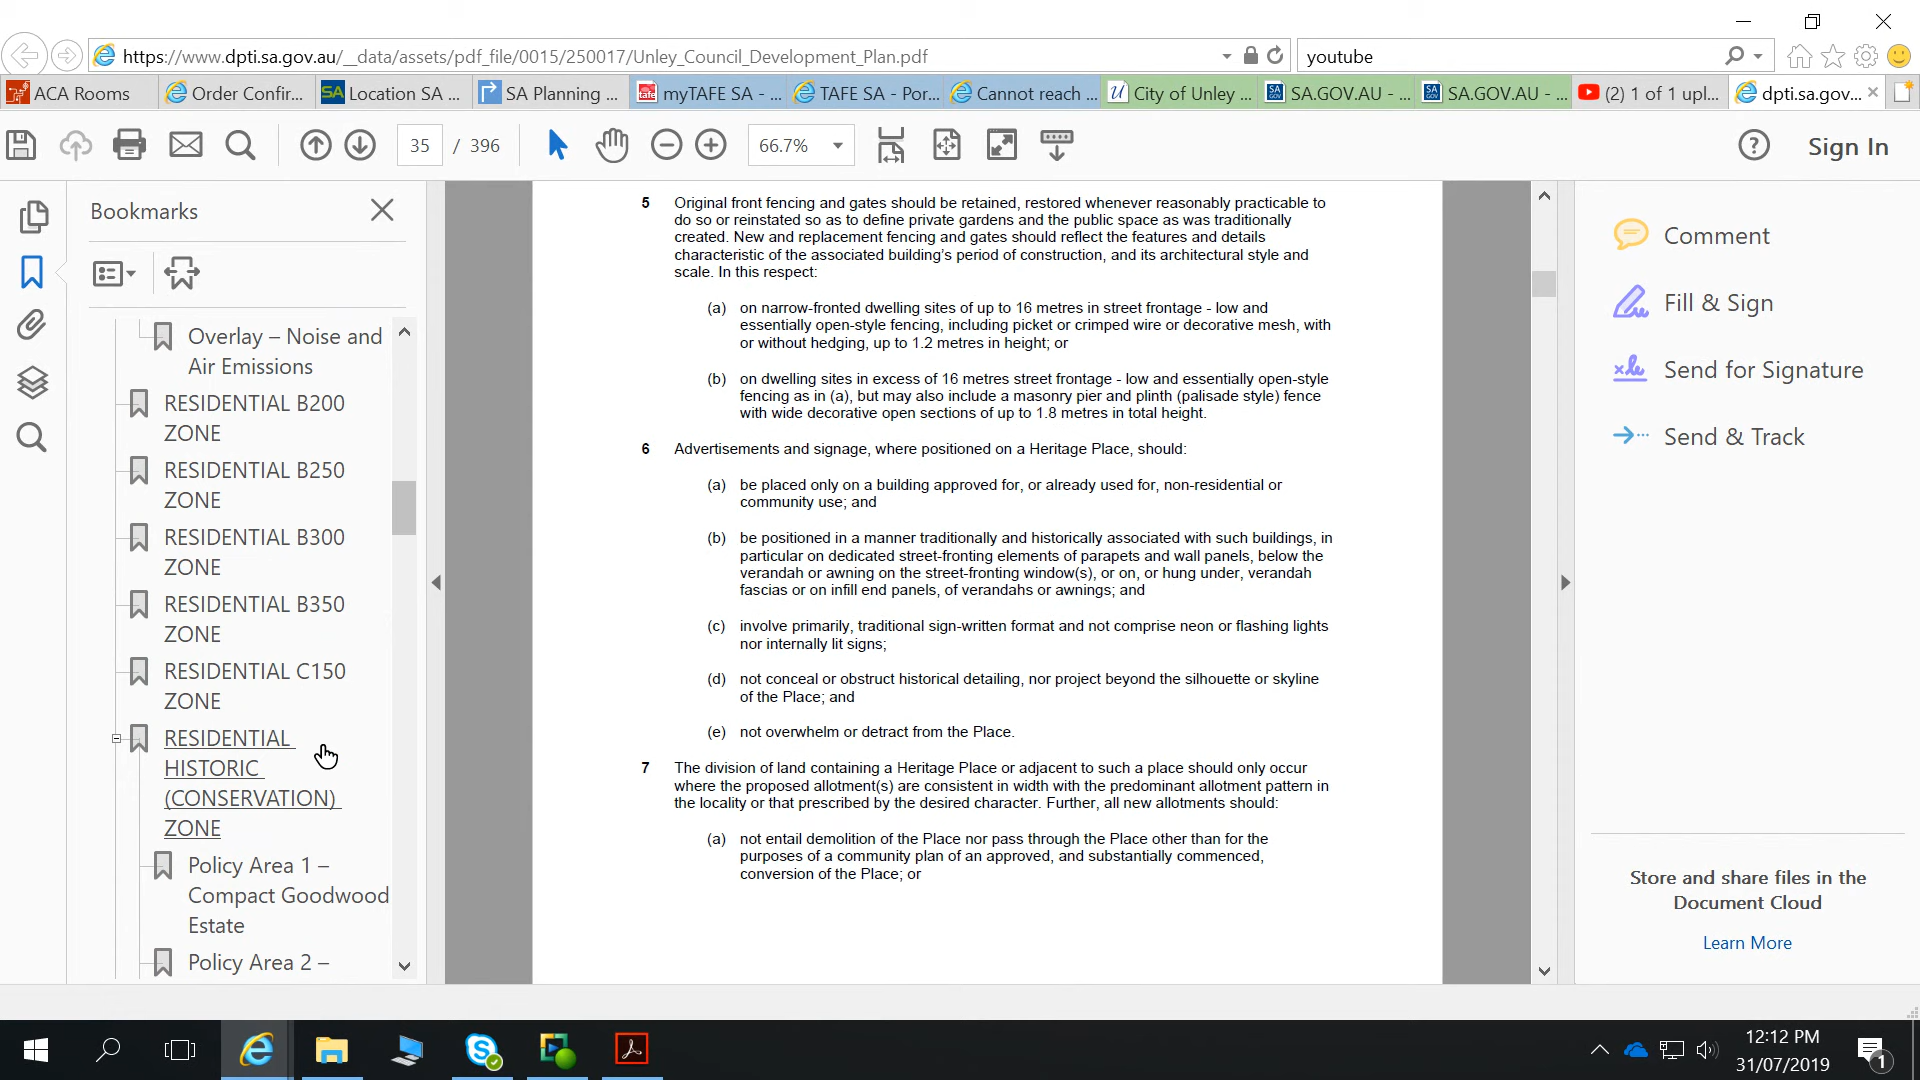 https://www.dpti.sa.gov.au/__data/assets/pdf_file/0015/250017/Unley_Council_Development_Plan.pdf
youtube
ACA Rooms
Order Confir...
Location SA ...
SA Planning ...
myTAFE SA - ...
TAFE SA - Por...
Cannot reach ...
City of Unley ...
SA.GOV.AU - ...
SA.GOV.AU - ...
(2) 1 of 1 upl...
dpti.sa.gov...
35 / 396
66.7%
Sign In
Bookmarks
Overlay – Noise and
Air Emissions
RESIDENTIAL B200
ZONE
RESIDENTIAL B250
ZONE
RESIDENTIAL B300
ZONE
RESIDENTIAL B350
ZONE
RESIDENTIAL C150
ZONE
RESIDENTIAL
HISTORIC
(CONSERVATION)
ZONE
Policy Area 1 –
Compact Goodwood
Estate
Policy Area 2 –
5 Original front fencing and gates should be retained, restored whenever reasonably practicable to
do so or reinstated so as to define private gardens and the public space as was traditionally
created. New and replacement fencing and gates should reflect the features and details
characteristic of the associated building's period of construction, and its architectural style and
scale. In this respect:
(a) on narrow-fronted dwelling sites of up to 16 metres in street frontage - low and
essentially open-style fencing, including picket or crimped wire or decorative mesh, with
or without hedging, up to 1.2 metres in height; or
(b) on dwelling sites in excess of 16 metres street frontage - low and essentially open-style
fencing as in (a), but may also include a masonry pier and plinth (palisade style) fence
with wide decorative open sections of up to 1.8 metres in total height.
6 Advertisements and signage, where positioned on a Heritage Place, should:
(a) be placed only on a building approved for, or already used for, non-residential or
community use; and
(b) be positioned in a manner traditionally and historically associated with such buildings, in
particular on dedicated street-fronting elements of parapets and wall panels, below the
verandah or awning on the street-fronting window(s), or on, or hung under, verandah
fascias or on infill end panels, of verandahs or awnings; and
(c) involve primarily, traditional sign-written format and not comprise neon or flashing lights
nor internally lit signs;
(d) not conceal or obstruct historical detailing, nor project beyond the silhouette or skyline
of the Place; and
(e) not overwhelm or detract from the Place.
7 The division of land containing a Heritage Place or adjacent to such a place should only occur
where the proposed allotment(s) are consistent in width with the predominant allotment pattern in
the locality or that prescribed by the desired character. Further, all new allotments should:
(a) not entail demolition of the Place nor pass through the Place other than for the
purposes of a community plan of an approved, and substantially commenced,
conversion of the Place; or
Comment
Fill & Sign
Send for Signature
Send & Track
Store and share files in the
Document Cloud
Learn More
12:12 PM
31/07/2019
1